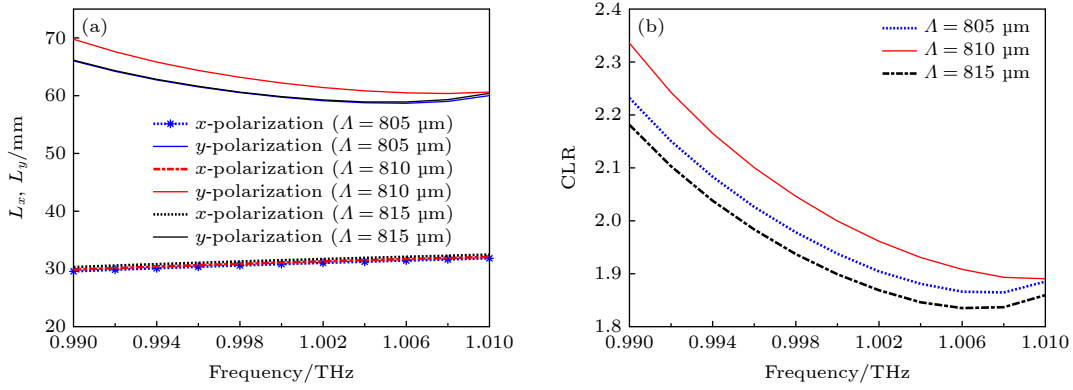 (a)
70
60
50
40
30
20
Lx, Ly/mm
x-polarization (Λ = 805 µm)
y-polarization (Λ = 805 µm)
x-polarization (Λ = 810 µm)
y-polarization (Λ = 810 µm)
x-polarization (Λ = 815 µm)
y-polarization (Λ = 815 µm)
0.990 0.994 0.998 1.002 1.006 1.010
Frequency/THz
(b)
2.4
2.3
2.2
2.1
2.0
1.9
1.8
CLR
Λ = 805 µm
Λ = 810 µm
Λ = 815 µm
0.990 0.994 0.998 1.002 1.006 1.010
Frequency/THz